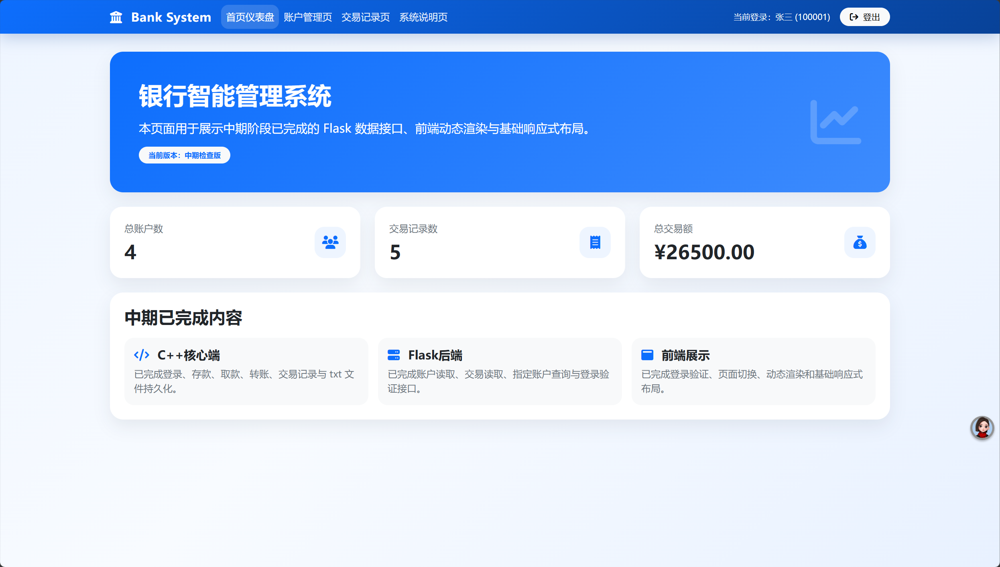 Bank System 首页仪表盘 账户管理页 交易记录页 系统说明页 当前登录：张三 (100001) 登出
银行智能管理系统
本页面用于展示中期阶段已完成的 Flask 数据接口、前端动态渲染与基础响应式布局。
当前版本：中期检查版
总账户数
4
交易记录数
5
总交易额
¥26500.00
中期已完成内容
C++核心端
已完成登录、存款、取款、转账、交易记录与 txt 文
件持久化。
Flask后端
已完成账户读取、交易读取、指定账户查询与登录验
证接口。
前端展示
已完成登录验证、页面切换、动态渲染和基础响应式
布局。